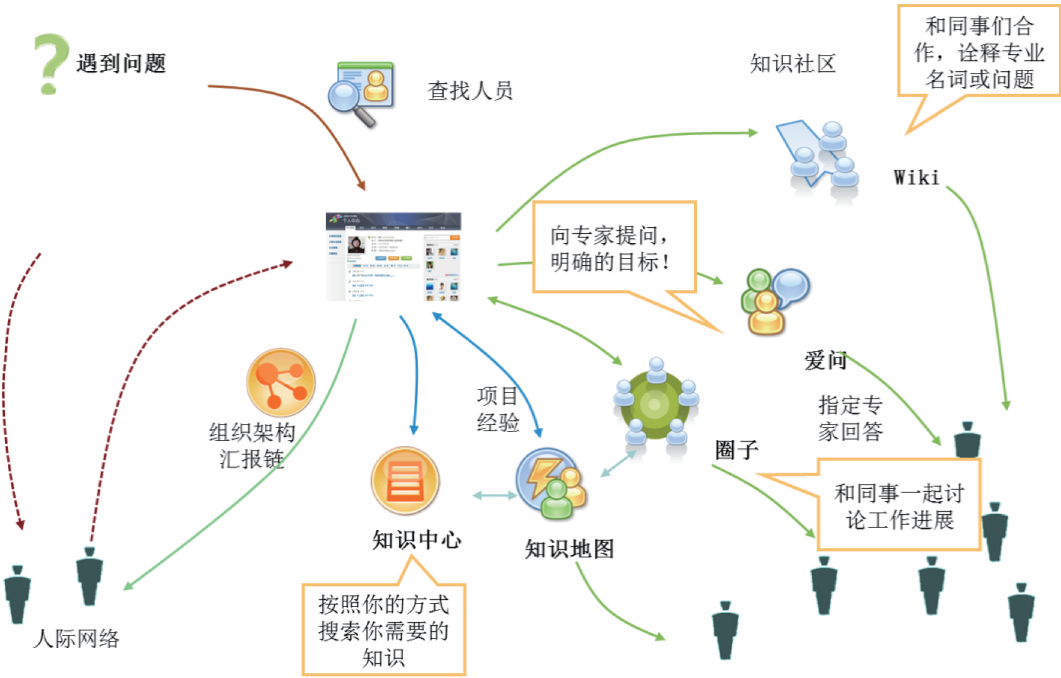 遇到问题
查找人员
知识社区
和同事们合
作，诠释专业
名词或问题
Wiki
向专家提问，
明确的目标！
爱问
指定专
家回答
组织架构
汇报链
项目
经验
圈子
和同事一起讨
论工作进展
知识中心
知识地图
按照你的方式
搜索你需要的
知识
人际网络